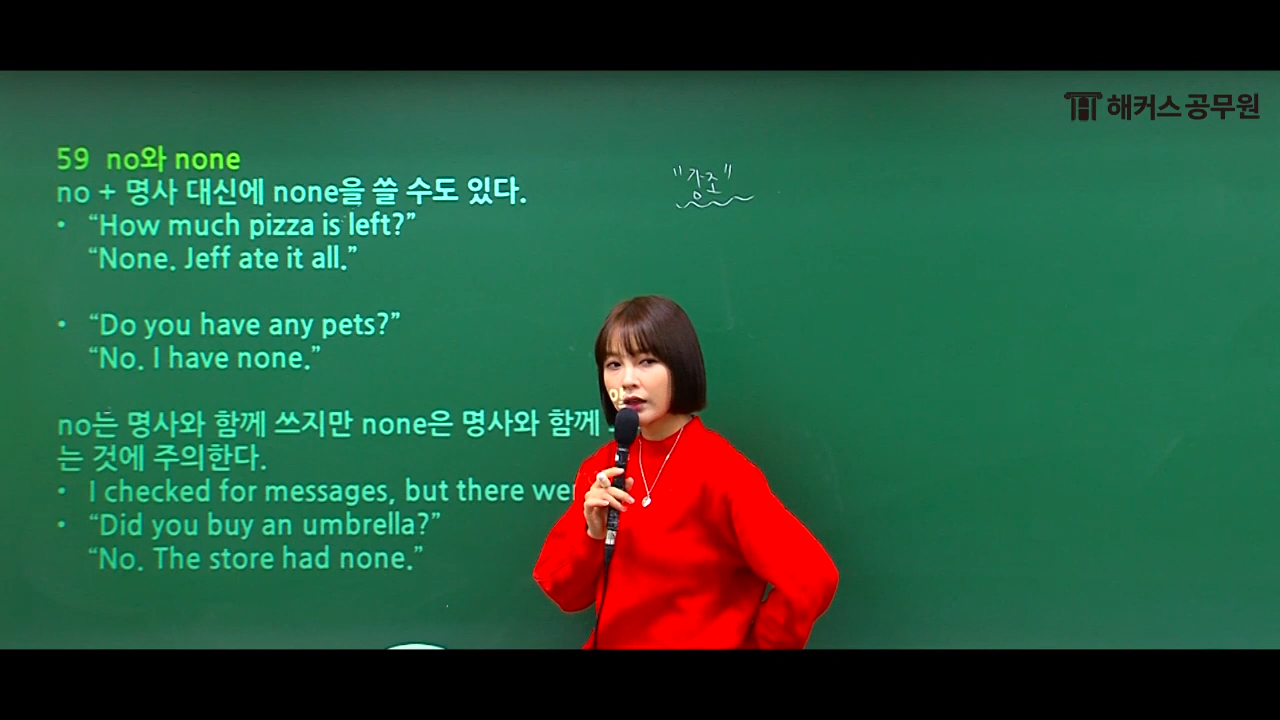 해커스 공무원
59 no와 none
no + 명사 대신에 none을 쓸 수도 있다.
"강조"
• “How much pizza is left?”
“None. Jeff ate it all.”
• “Do you have any pets?”
“No. I have none.”
no는 명사와 함께 쓰지만 none은 명사와 함께
는 것에 주의한다.
• I checked for messages, but there
• “Did you buy an umbrella?”
“No. The store had none.”